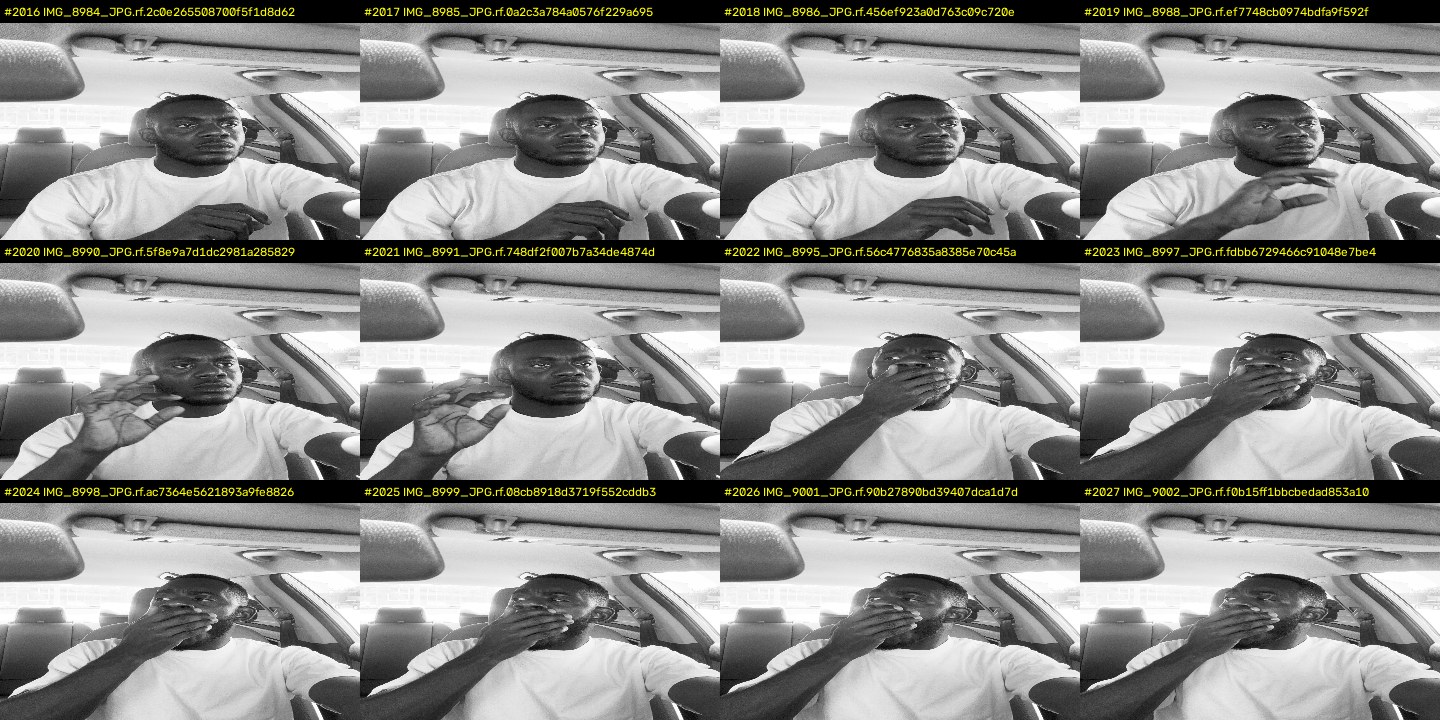 #2016 IMG_8984_JPG.rf.2c0e265508700f5f1d8d62
#2017 IMG_8985_JPG.rf.0a2c3a784a0576f229a695
#2018 IMG_8986_JPG.rf.456ef923a0d763c09c720e
#2019 IMG_8988_JPG.rf.ef7748cb0974bdfa9f592f
#2020 IMG_8990_JPG.rf.5f8e9a7d1dc2981a285829
#2021 IMG_8991_JPG.rf.748df2f007b7a34de4874d
#2022 IMG_8995_JPG.rf.56c4776835a8385e70c45a
#2023 IMG_8997_JPG.rf.fdbb6729466c91048e7be4
#2024 IMG_8998_JPG.rf.ac7364e5621893a9fe8826
#2025 IMG_8999_JPG.rf.08cb8918d3719f552cddb3
#2026 IMG_9001_JPG.rf.90b27890bd39407dca1d7d
#2027 IMG_9002_JPG.rf.f0b15ff1bbcbedad853a10